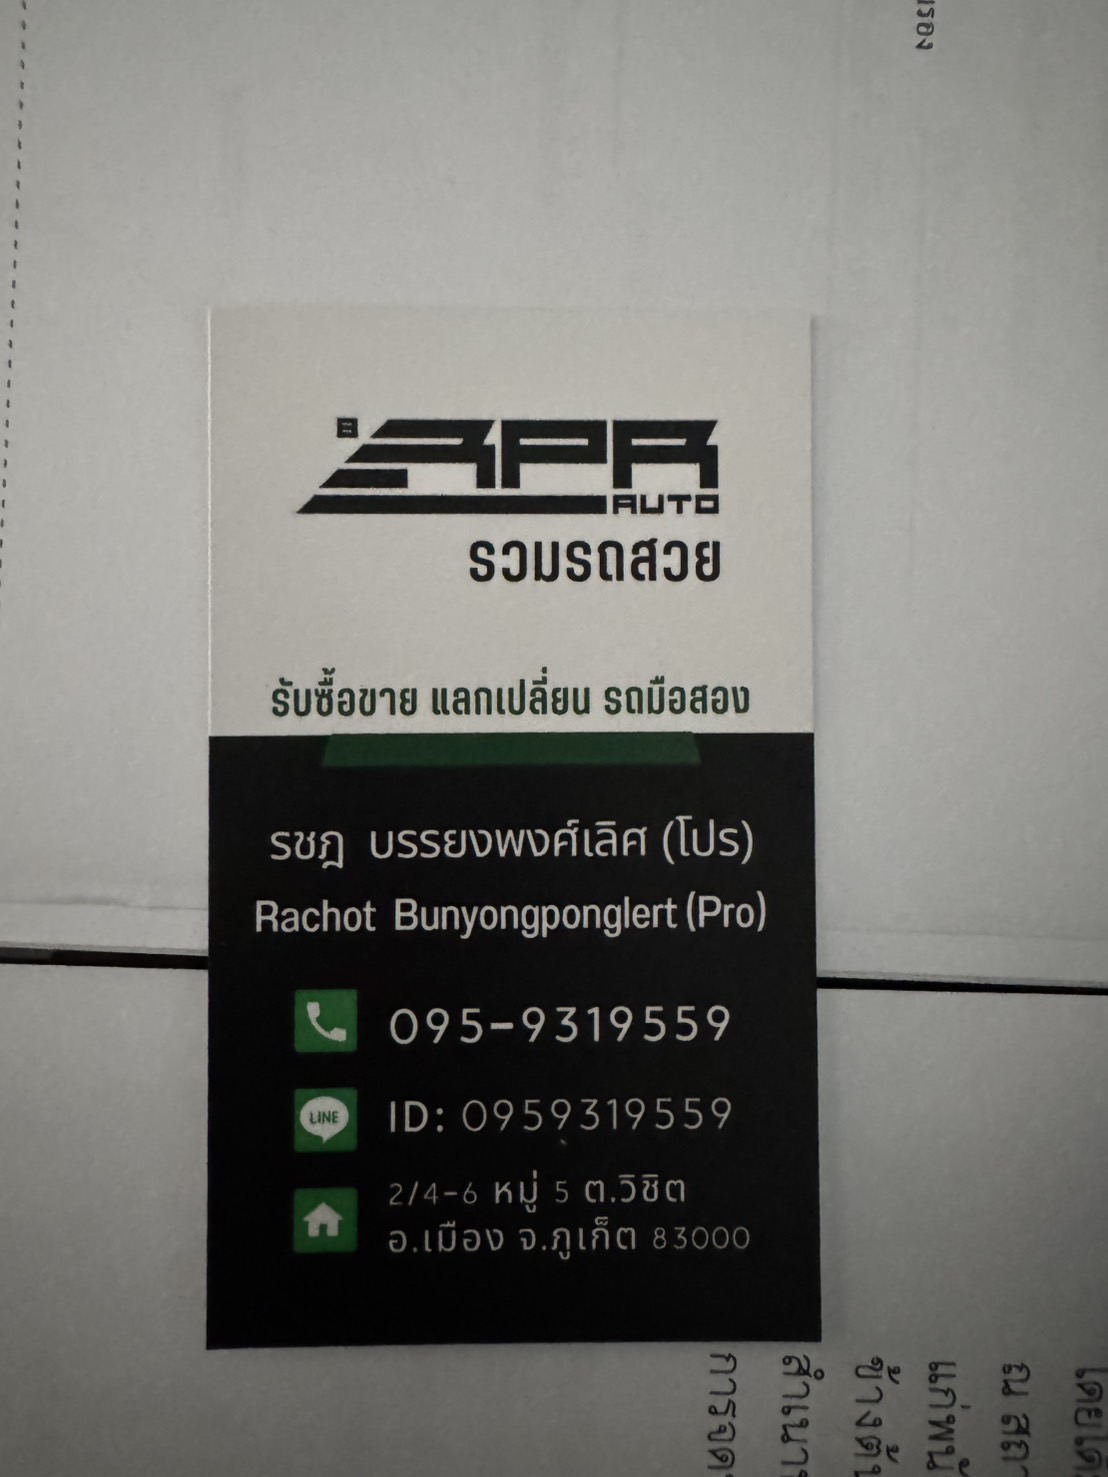 RPR
AUTO
รวมรถสวย
รับซื้อขาย แลกเปลี่ยน รถมือสอง
รชฎ บรรยงพงศ์เลิศ (โปร)
Rachot Bunyongponglert (Pro)
095-9319559
LINE
ID: 0959319559
2/4-6 หมู่ 5 ต.วิชิต
อ.เมือง จ.ภูเก็ต 83000